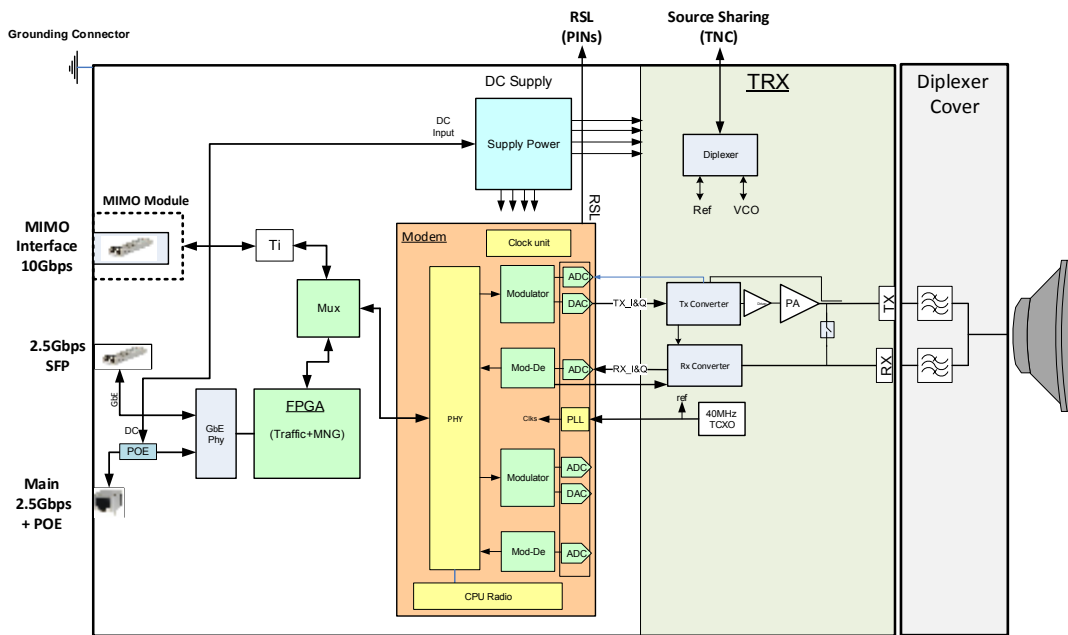 RSL
(PINs)
Source Sharing
(TNC)
Grounding Connector
DC Supply
TRX
Diplexer
Cover
DC
Input
Supply Power
Diplexer
Ref
VCO
MIMO Module
MIMO
Interface
10Gbps
Ti
RSL
Modem
Clock unit
Mux
Modulator
ADC
DAC
TX_I&Q
Tx Converter
PA
TX
2.5Gbps
SFP
GbE
Mod-De
ADC
RX_I&Q
Rx Converter
RX
FPGA
(Traffic+MNG)
GbE
Phy
DC
POE
PHY
Clks
PLL
ref
40MHz
TCXO
Main
2.5Gbps
+ POE
Modulator
ADC
DAC
Mod-De
ADC
CPU Radio